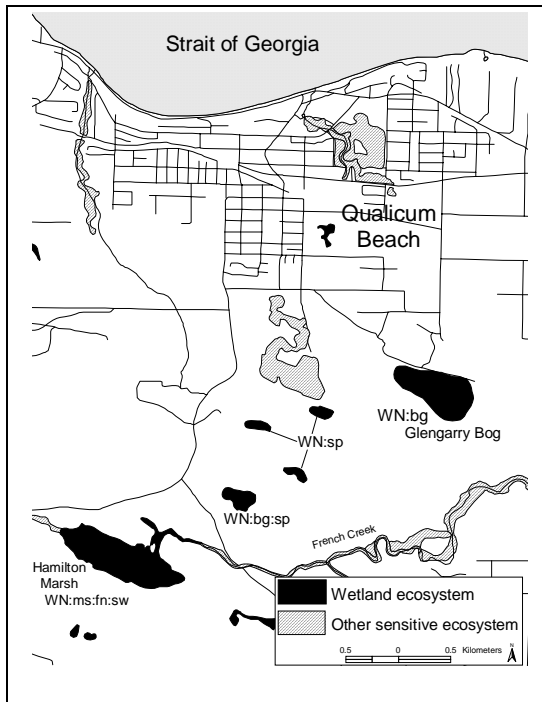 Strait of Georgia
Qualicum
Beach
WN:bg
Glengarry Bog
WN:sp
WN:bg:sp
French Creek
Hamilton
Marsh
WN:ms:fn:sw
Wetland ecosystem
Other sensitive ecosystem
0.5 0 0.5 Kilometers
N